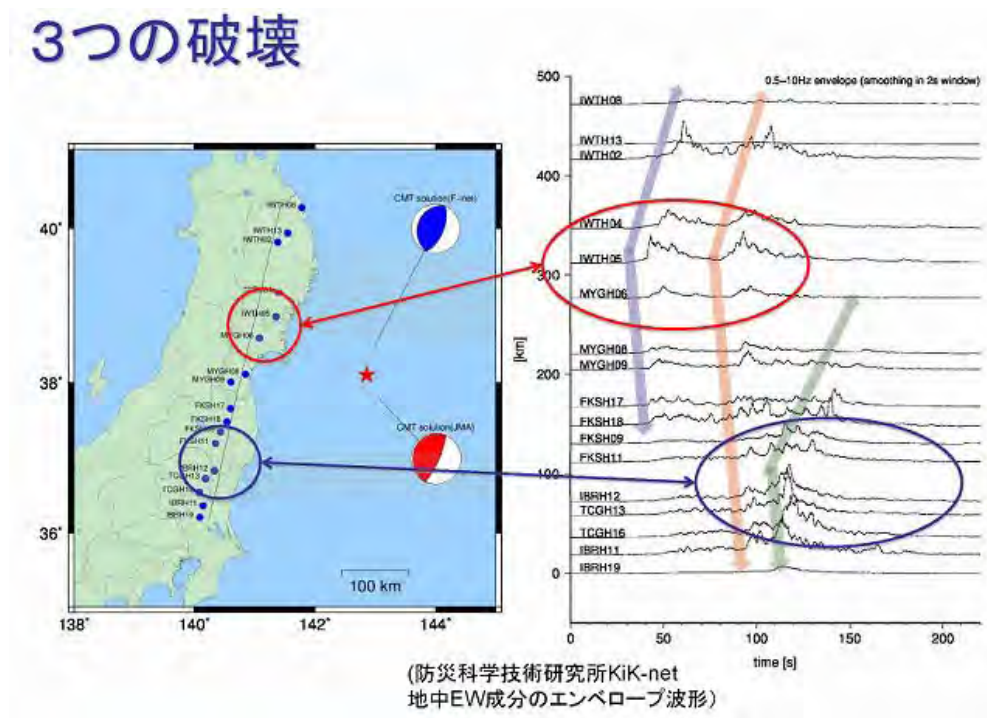 3つの破壊
0.5–10Hz envelope (smoothing in 2s window)
CMT solution(F-net)
CMT solution(JMA)
IWTH08
IWTH13
IWTH02
IWTH05
MYGH06
MYGH08
MYGH09
FKSH17
FKSH18
FKSH11
IBRH12
TCGH13
IBRH11
IBRH19
40°
38°
36°
138°
140°
142°
144°
100 km
500
400
300
200
100
0
[km]
IWTH08
IWTH13
IWTH02
IWTH04
IWTH05
MYGH06
MYGH08
MYGH09
FKSH17
FKSH18
FKSH09
FKSH11
IBRH12
TCGH13
TCGH16
IBRH11
IBRH19
0
50
100
150
200
time [s]
(防災科学技術研究所KiK-net
地中EW成分のエンベロープ波形)